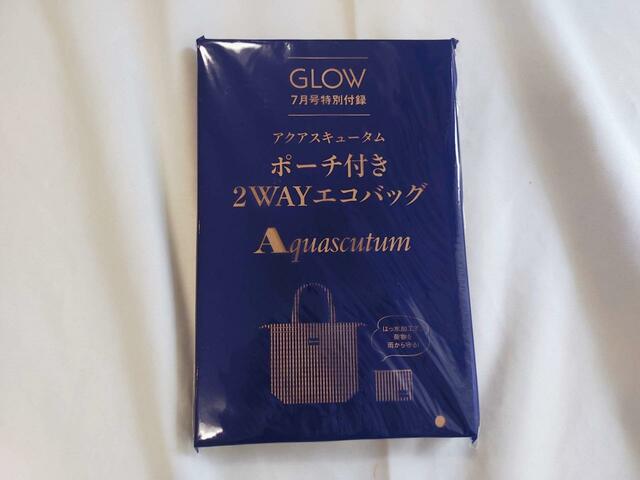 GLOW
7月号特別付録
アクアスキュータム
ポーチ付き
2WAYエコバッグ
Aquascutum
はっ水加工で
荷物を
雨から守る!